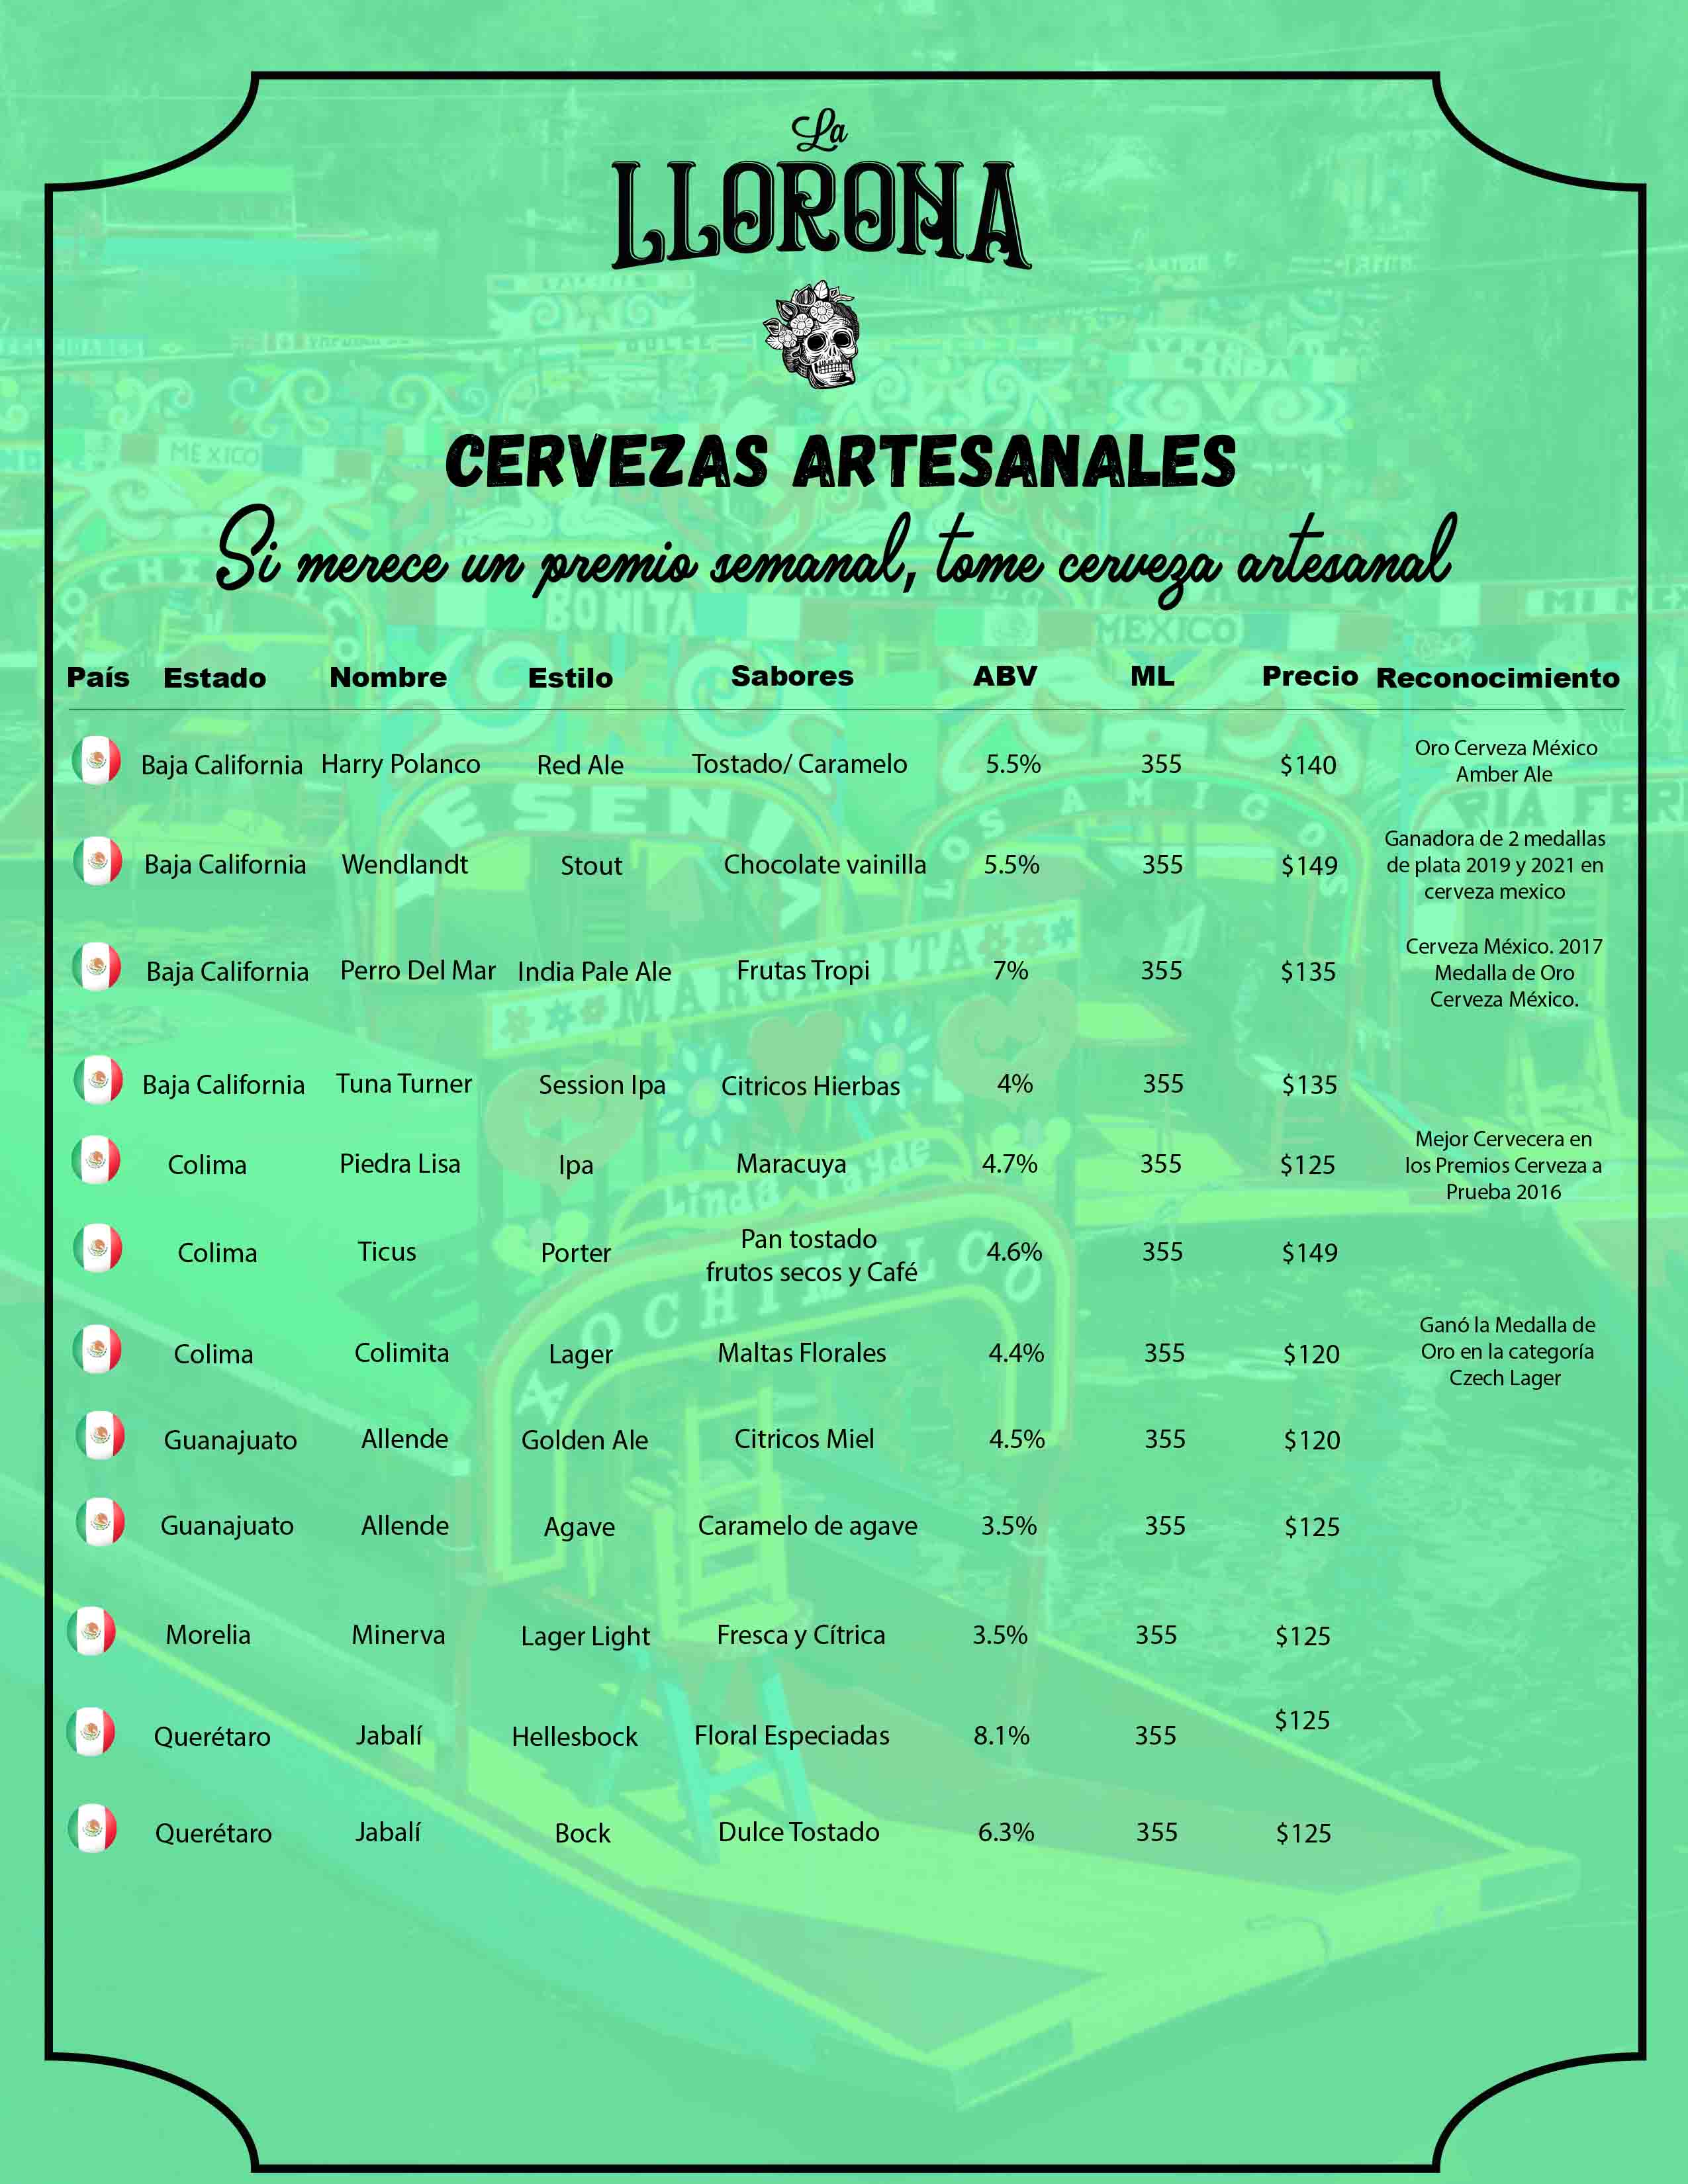 La
LLORONA
CERVEZAS ARTESANALES
Si merece un premio semanal, tome cerveza artesanal
País Estado Nombre Estilo Sabores ABV ML Precio Reconocimiento
Baja California Harry Polanco Red Ale Tostado/ Caramelo 5.5% 355 $140 Oro Cerveza México
Amber Ale
Baja California Wendlandt Stout Chocolate vainilla 5.5% 355 $149 Ganadora de 2 medallas
de plata 2019 y 2021 en
cerveza mexico
Baja California Perro Del Mar India Pale Ale Frutas Tropi 7% 355 $135 Cerveza México. 2017
Medalla de Oro
Cerveza México.
Baja California Tuna Turner Session Ipa Citricos Hierbas 4% 355 $135
Colima Piedra Lisa Ipa Maracuya 4.7% 355 $125 Mejor Cervecera en
los Premios Cerveza a
Prueba 2016
Colima Ticus Porter Pan tostado
frutos secos y Café 4.6% 355 $149
Colima Colimita Lager Maltas Florales 4.4% 355 $120 Ganó la Medalla de
Oro en la categoría
Czech Lager
Guanajuato Allende Golden Ale Citricos Miel 4.5% 355 $120
Guanajuato Allende Agave Caramelo de agave 3.5% 355 $125
Morelia Minerva Lager Light Fresca y Cítrica 3.5% 355 $125
Querétaro Jabalí Hellesbock Floral Especiadas 8.1% 355 $125
Querétaro Jabalí Bock Dulce Tostado 6.3% 355 $125
MEXICO
BONITA
MEXICO
LOS AMIGOS
MARGARITA
Linda
XOCHIMILCO